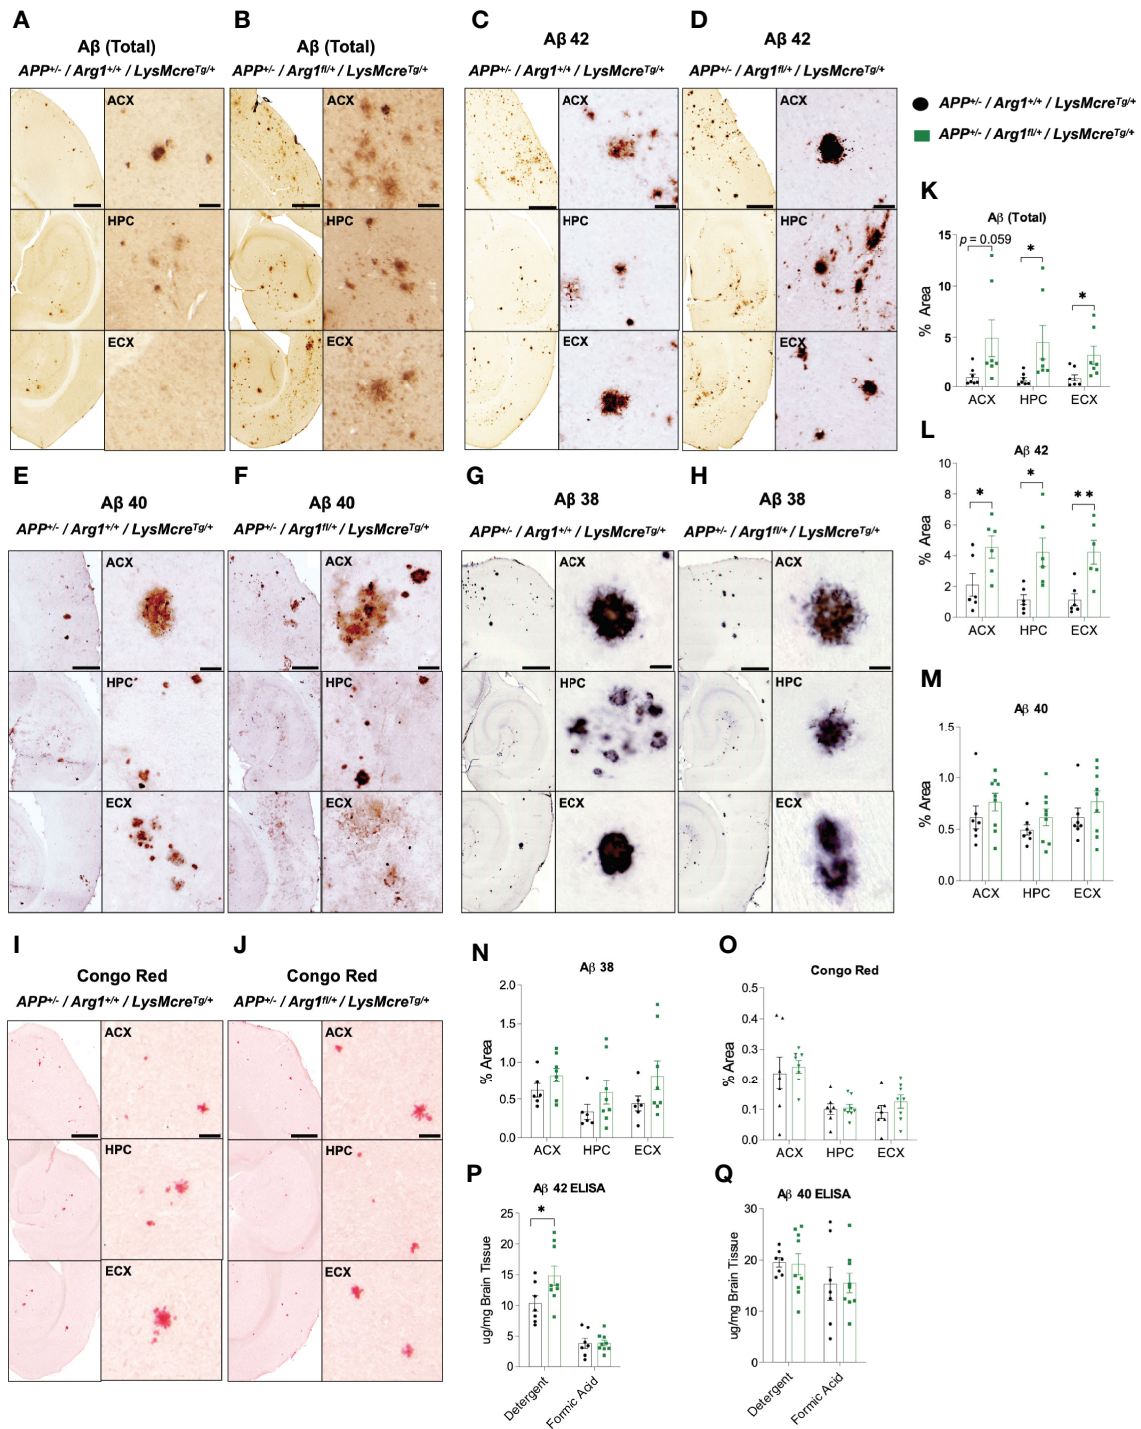 A
Aβ (Total)
APP+/- / Arg1+/+ / LysMcreTg/+
ACX
HPC
ECX
B
Aβ (Total)
APP+/- / Arg1fl/+ / LysMcreTg/+
ACX
HPC
ECX
C
Aβ 42
APP+/- / Arg1+/+ / LysMcreTg/+
ACX
HPC
ECX
D
Aβ 42
APP+/- / Arg1fl/+ / LysMcreTg/+
ACX
HPC
ECX
APP+/- / Arg1+/+ / LysMcreTg/+
APP+/- / Arg1fl/+ / LysMcreTg/+
K
Aβ (Total)
p = 0.059
*
*
% Area
15
10
5
0
ACX HPC ECX
L
Aβ 42
*
*
**
% Area
10
8
6
4
2
0
ACX HPC ECX
E
Aβ 40
APP+/- / Arg1+/+ / LysMcreTg/+
ACX
HPC
ECX
F
Aβ 40
APP+/- / Arg1fl/+ / LysMcreTg/+
ACX
HPC
ECX
G
Aβ 38
APP+/- / Arg1+/+ / LysMcreTg/+
ACX
HPC
ECX
H
Aβ 38
APP+/- / Arg1fl/+ / LysMcreTg/+
ACX
HPC
ECX
M
Aβ 40
% Area
1.5
1.0
0.5
0.0
ACX HPC ECX
I
Congo Red
APP+/- / Arg1+/+ / LysMcreTg/+
ACX
HPC
ECX
J
Congo Red
APP+/- / Arg1fl/+ / LysMcreTg/+
ACX
HPC
ECX
N
Aβ 38
% Area
2.0
1.5
1.0
0.5
0.0
ACX HPC ECX
O
Congo Red
% Area
0.5
0.4
0.3
0.2
0.1
0.0
ACX HPC ECX
P
Aβ 42 ELISA
*
ug/mg Brain Tissue
25
20
15
10
5
0
Detergent
Formic Acid
Q
Aβ 40 ELISA
ug/mg Brain Tissue
30
20
10
0
Detergent
Formic Acid